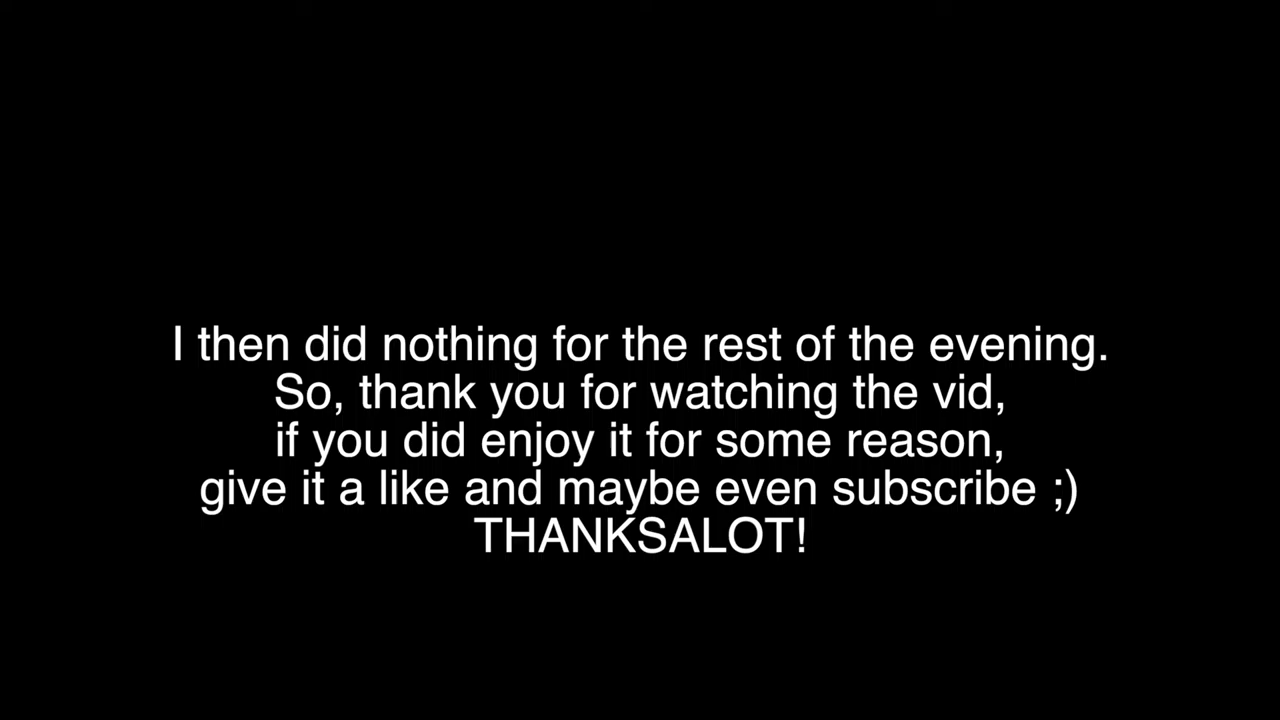 I then did nothing for the rest of the evening.
So, thank you for watching the vid,
if you did enjoy it for some reason,
give it a like and maybe even subscribe ;)
THANKSALOT!